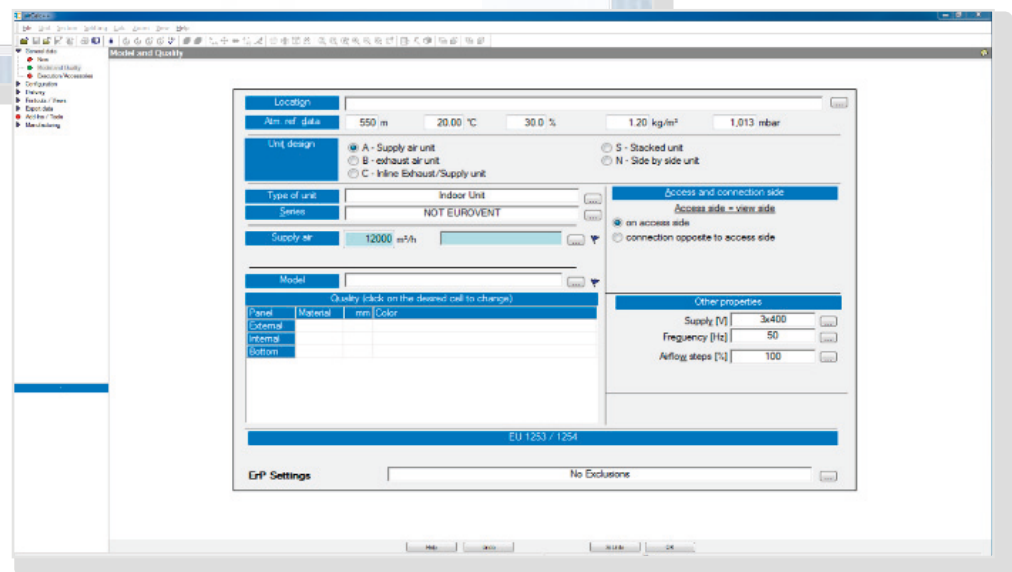 Model and Quality
General data
New
Model and Quality
Execution/Accessories
Configuration
Delivery
Export data
Manufacturing
Location
Atm. ref. data 550 m 20.00 °C 30.0 % 1.20 kg/m³ 1,013 mbar
Unit design
A - Supply air unit
B - exhaust air unit
C - Inline Exhaust/Supply unit
S - Stacked unit
N - Side by side unit
Type of unit Indoor Unit
Series NOT EUROVENT
Supply air 12000 m³/h
Access and connection side
Access side = view side
on access side
connection opposite to access side
Model
Quality (click on the desired cell to change)
Panel Material mm Color
External
Internal
Bottom
Other properties
Supply [V] 3x400
Frequency [Hz] 50
Airflow steps [%] 100
EU 1253 / 1254
ErP Settings No Exclusions
Help
OK